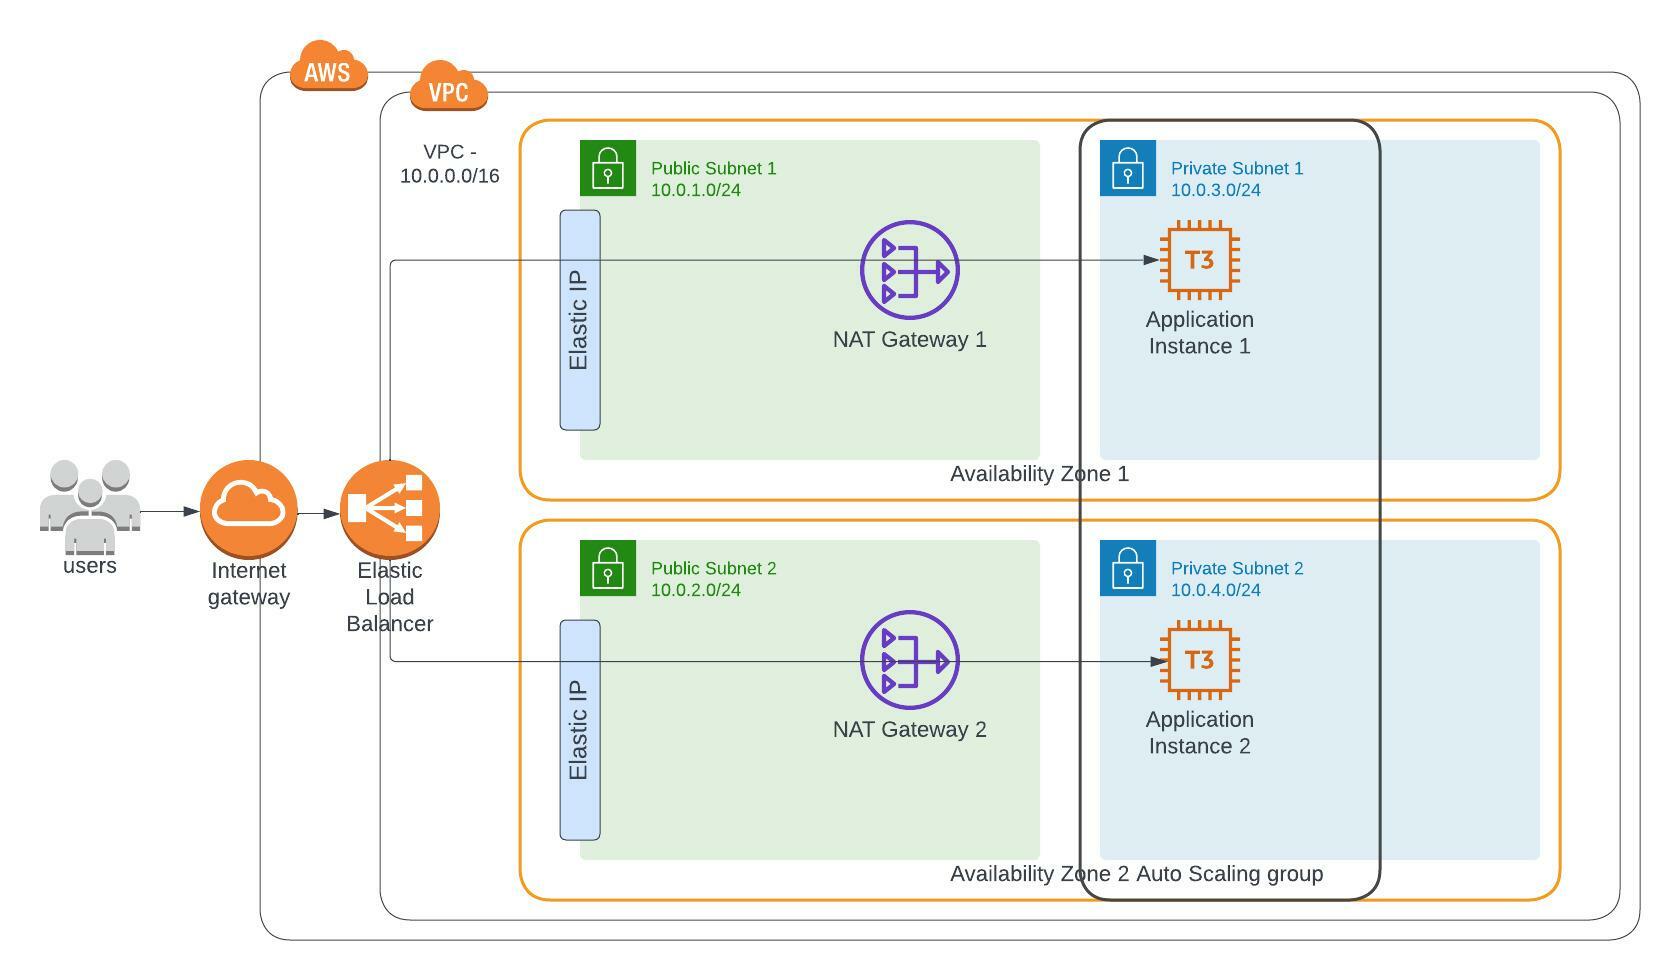 AWS
VPC
VPC -
10.0.0.0/16
Public Subnet 1
10.0.1.0/24
Private Subnet 1
10.0.3.0/24
Elastic IP
NAT Gateway 1
T3
Application
Instance 1
Availability Zone 1
users
Internet
gateway
Elastic
Load
Balancer
Public Subnet 2
10.0.2.0/24
Private Subnet 2
10.0.4.0/24
Elastic IP
NAT Gateway 2
T3
Application
Instance 2
Availability Zone 2
Auto Scaling group